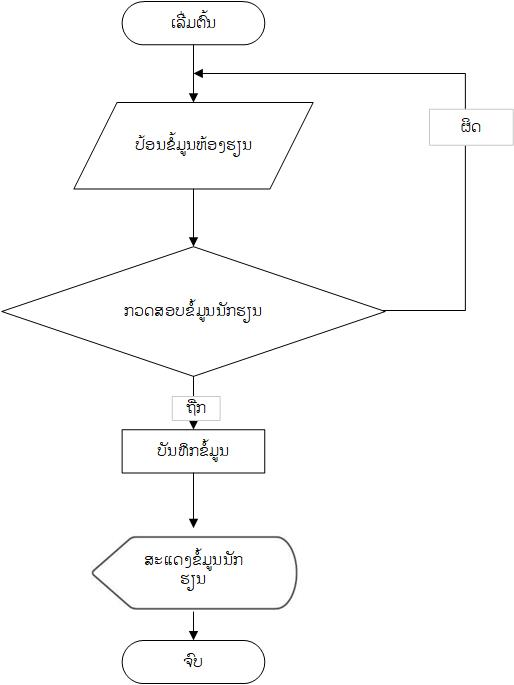 ເລີ່ມຕົ້ນ
ປ້ອນຂໍ້ມູນຫ້ອງຮຽນ
ຜິດ
ກວດສອບຂໍ້ມູນນັກຮຽນ
ຖືກ
ບັນທຶກຂໍ້ມູນ
ສະແດງຂໍ້ມູນນັກ
ຮຽນ
ຈົບ